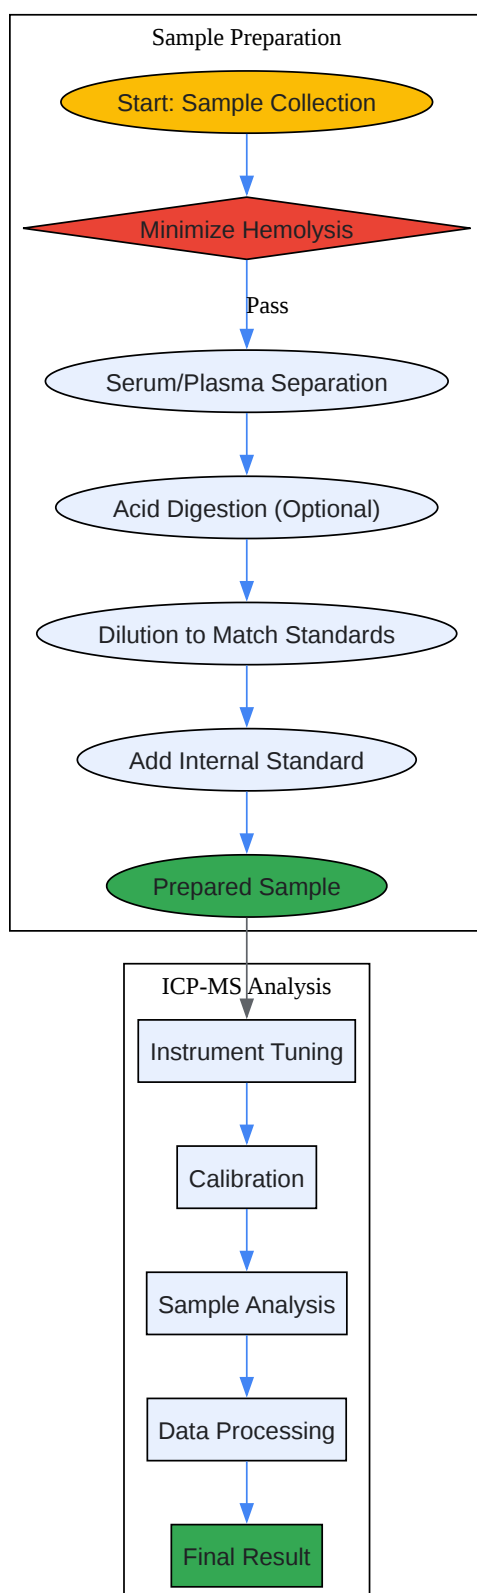 Sample Preparation
Start: Sample Collection
Minimize Hemolysis
Pass
Serum/Plasma Separation
Acid Digestion (Optional)
Dilution to Match Standards
Add Internal Standard
Prepared Sample
ICP-MS Analysis
Instrument Tuning
Calibration
Sample Analysis
Data Processing
Final Result